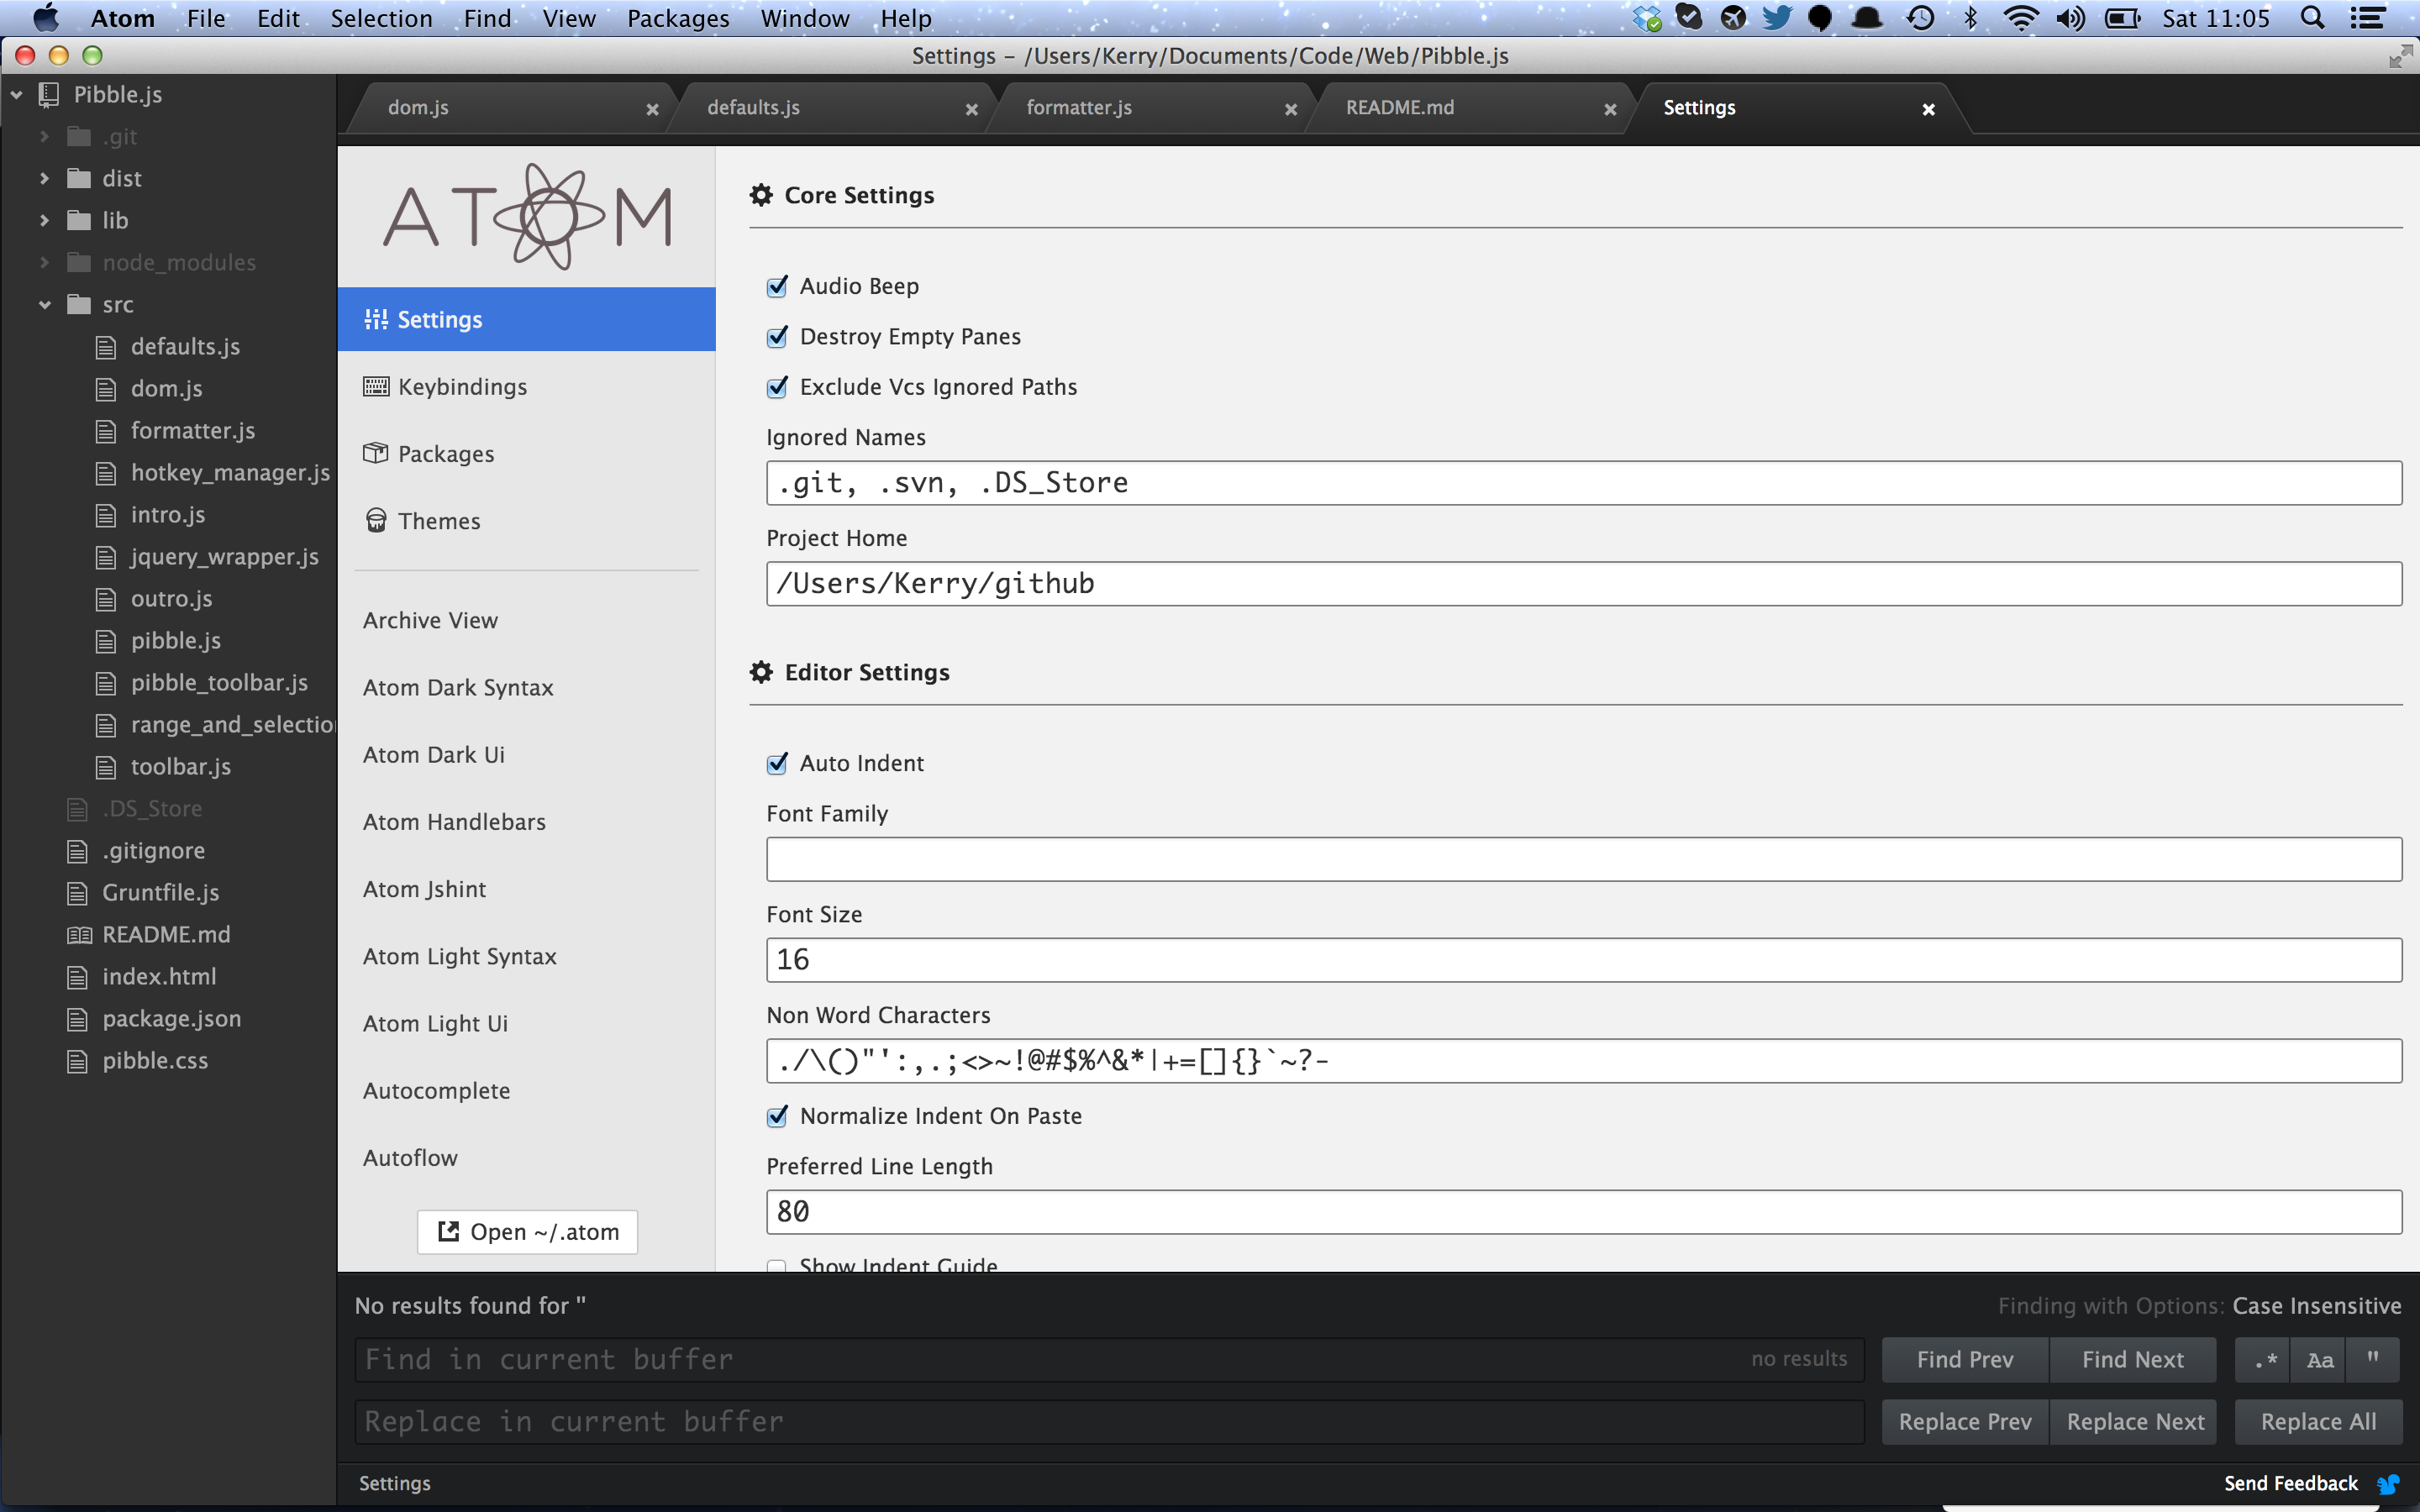 Atom File Edit Selection Find View Packages Window Help Sat 11:05
Settings – /Users/Kerry/Documents/Code/Web/Pibble.js
Pibble.js
.git
dist
lib
node_modules
src
defaults.js
dom.js
formatter.js
hotkey_manager.js
intro.js
jquery_wrapper.js
outro.js
pibble.js
pibble_toolbar.js
range_and_selectio
toolbar.js
.DS_Store
.gitignore
Gruntfile.js
README.md
index.html
package.json
pibble.css
dom.js defaults.js formatter.js README.md Settings
ATOM
Settings
Keybindings
Packages
Themes
Archive View
Atom Dark Syntax
Atom Dark Ui
Atom Handlebars
Atom Jshint
Atom Light Syntax
Atom Light Ui
Autocomplete
Autoflow
Open ~/.atom
Core Settings
Audio Beep
Destroy Empty Panes
Exclude Vcs Ignored Paths
Ignored Names
.git, .svn, .DS_Store
Project Home
/Users/Kerry/github
Editor Settings
Auto Indent
Font Family
Font Size
16
Non Word Characters
./\()"':,.;<>~!@#$%^&*|+=[]{}`~?-
Normalize Indent On Paste
Preferred Line Length
80
Show Indent Guide
No results found for '' Finding with Options: Case Insensitive
Find in current buffer no results Find Prev Find Next .* Aa "
Replace in current buffer Replace Prev Replace Next Replace All
Settings Send Feedback